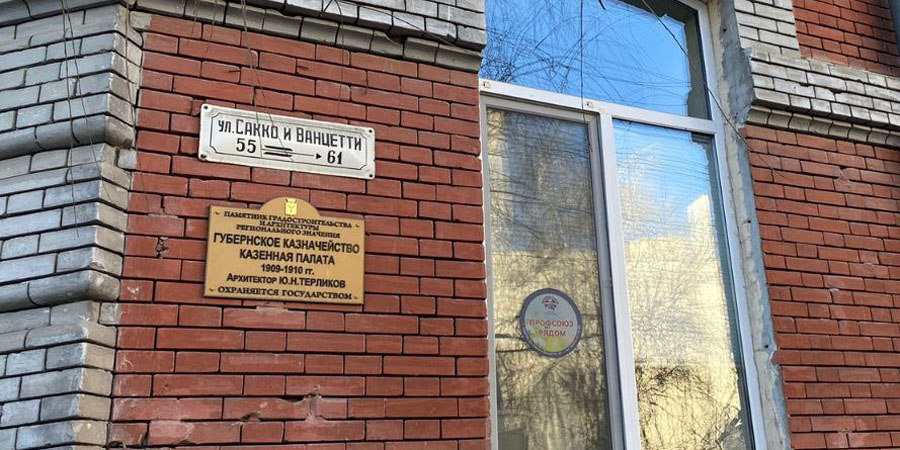 ул. САККО И ВАНЦЕТТИ
55 61
ПАМЯТНИК ГРАДОСТРОИТЕЛЬСТВА
И АРХИТЕКТУРЫ
РЕГИОНАЛЬНОГО ЗНАЧЕНИЯ
ГУБЕРНСКОЕ КАЗНАЧЕЙСТВО
КАЗЕННАЯ ПАЛАТА
1909-1910 гг.
АРХИТЕКТОР Ю.Н.ТЕРЛИКОВ
ОХРАНЯЕТСЯ ГОСУДАРСТВОМ
ПРОФСОЮЗ
РЯДОМ